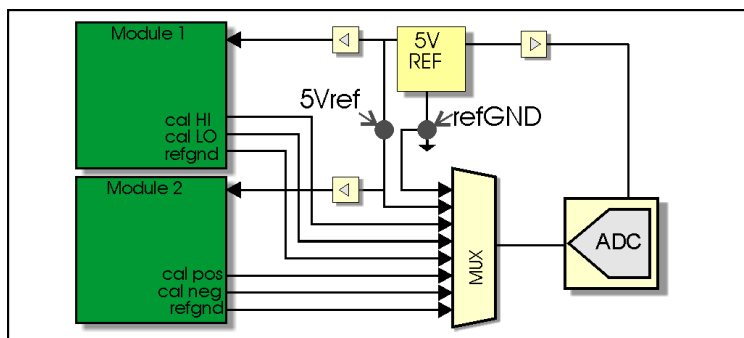 Module 1
5V
REF
5Vref
refGND
cal HI
cal LO
refgnd
Module 2
cal pos
cal neg
refgnd
MUX
ADC